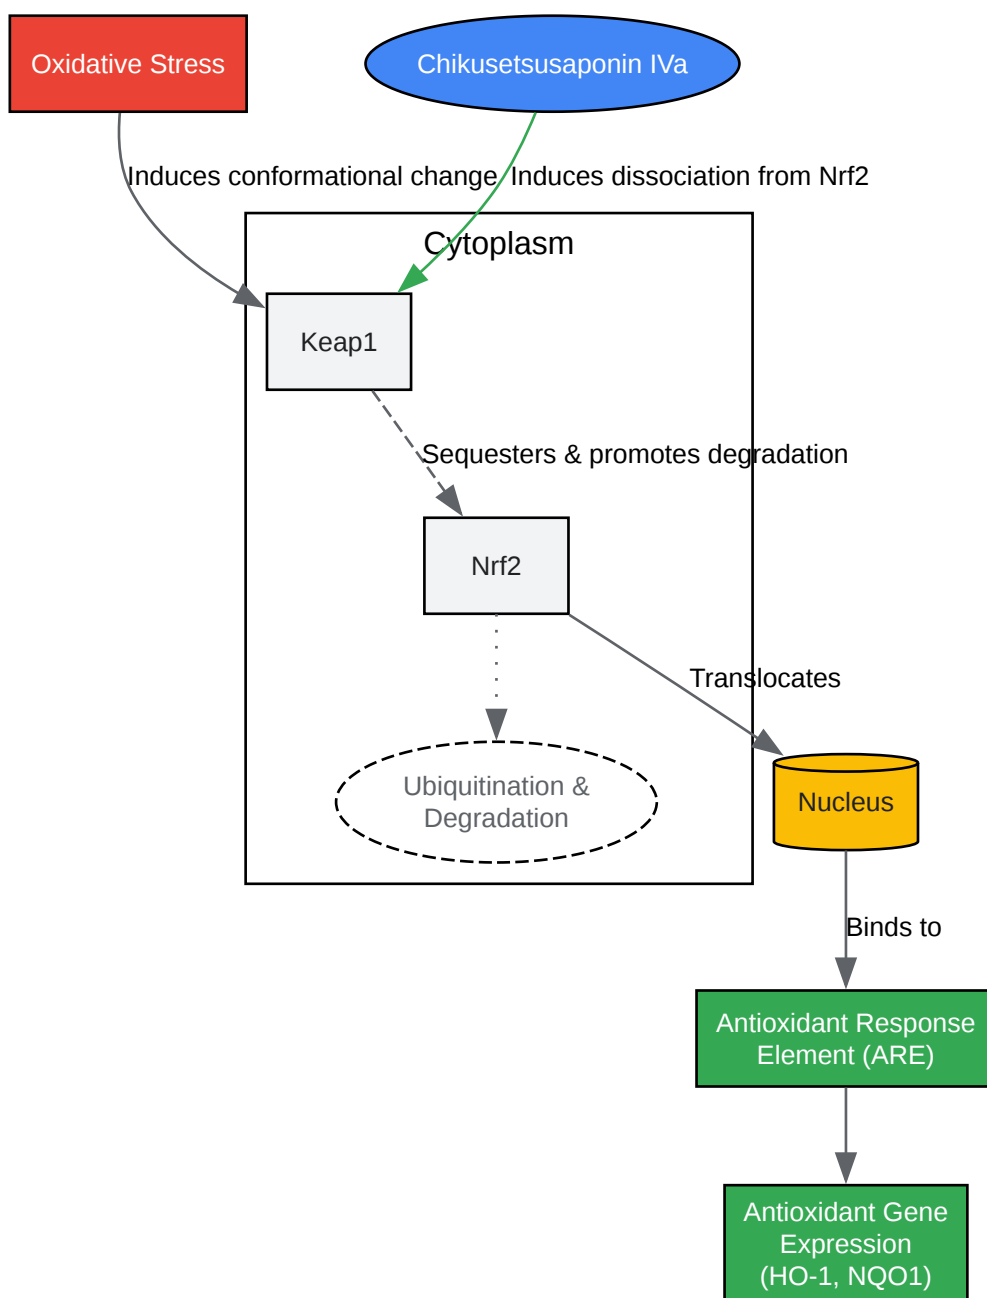 Oxidative Stress
Chikusetsusaponin IVa
Induces conformational change
Induces dissociation from Nrf2
Cytoplasm
Keap1
Sequesters & promotes degradation
Nrf2
Translocates
Ubiquitination &
Degradation
Nucleus
Binds to
Antioxidant Response
Element (ARE)
Antioxidant Gene
Expression
(HO-1, NQO1)